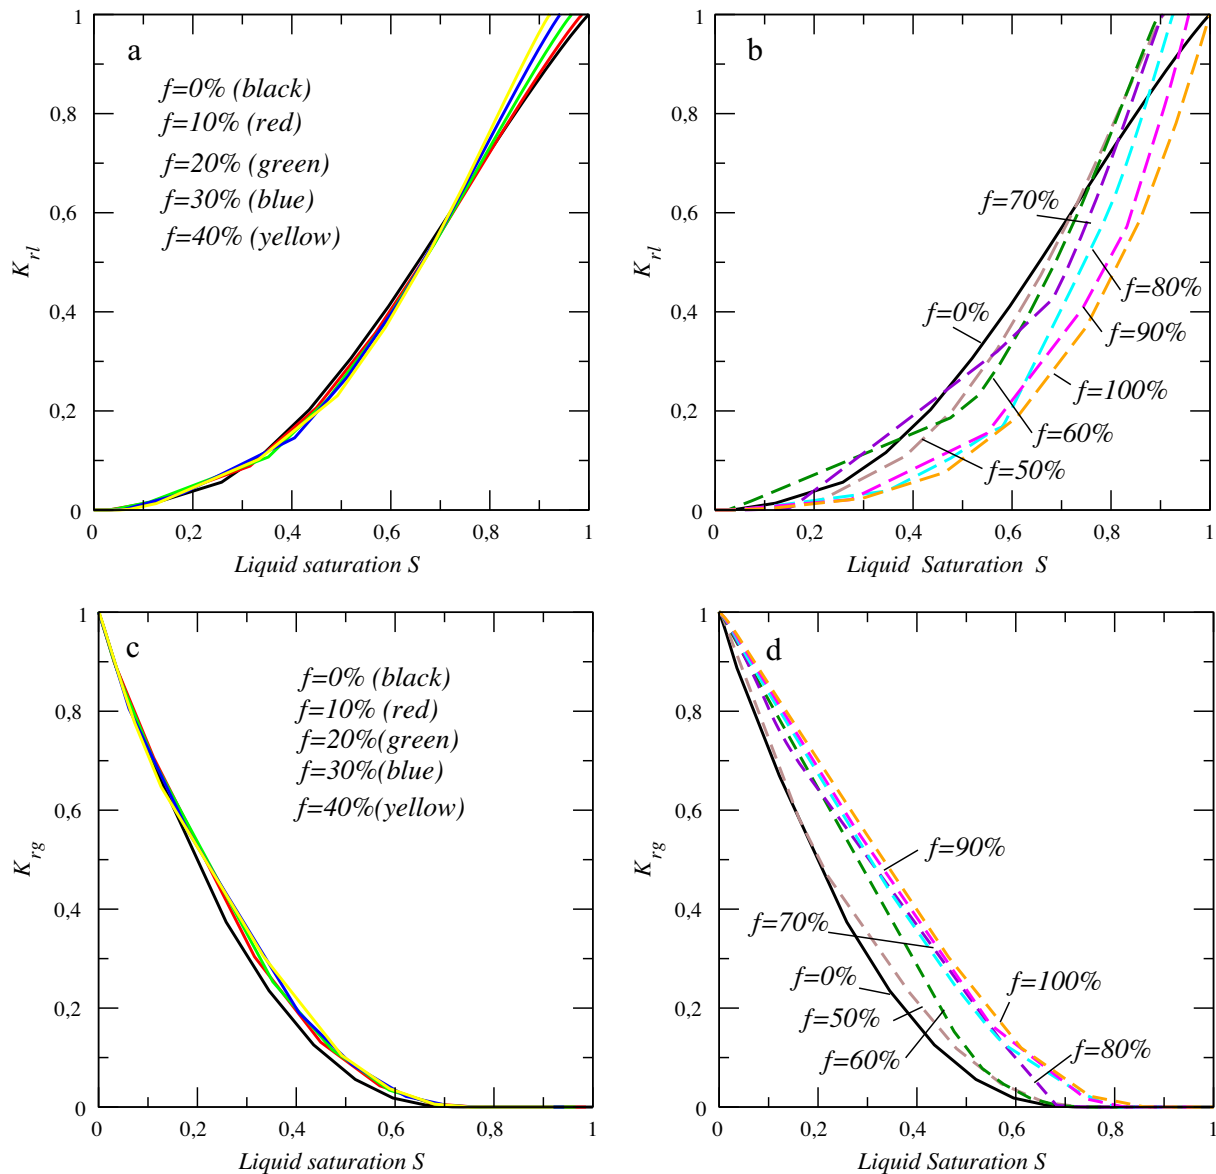 a
f=0% (black)
f=10% (red)
f=20% (green)
f=30% (blue)
f=40% (yellow)
1
0,8
0,6
0,4
0,2
0
K_rl
0 0,2 0,4 0,6 0,8 1
Liquid saturation S
b
f=70%
f=80%
f=0%
f=90%
f=100%
f=60%
f=50%
1
0,8
0,6
0,4
0,2
0
K_rl
0 0,2 0,4 0,6 0,8 1
Liquid Saturation S
c
f=0% (black)
f=10% (red)
f=20%(green)
f=30%(blue)
f=40%(yellow)
1
0,8
0,6
0,4
0,2
0
K_rg
0 0,2 0,4 0,6 0,8 1
Liquid saturation S
d
f=90%
f=70%
f=0%
f=100%
f=50%
f=60%
f=80%
1
0,8
0,6
0,4
0,2
0
K_rg
0 0,2 0,4 0,6 0,8 1
Liquid Saturation S